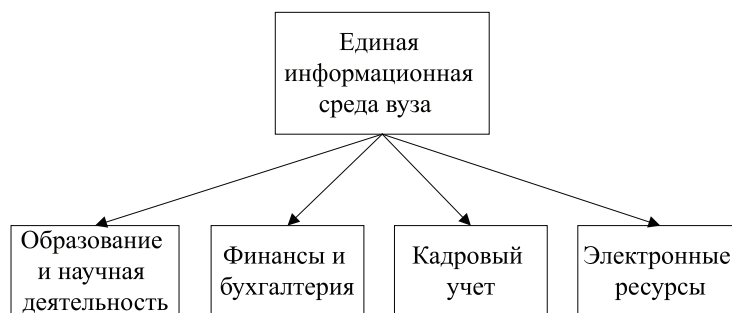 Единая
информационная
среда вуза
Образование
и научная
деятельность
Финансы и
бухгалтерия
Кадровый
учет
Электронные
ресурсы